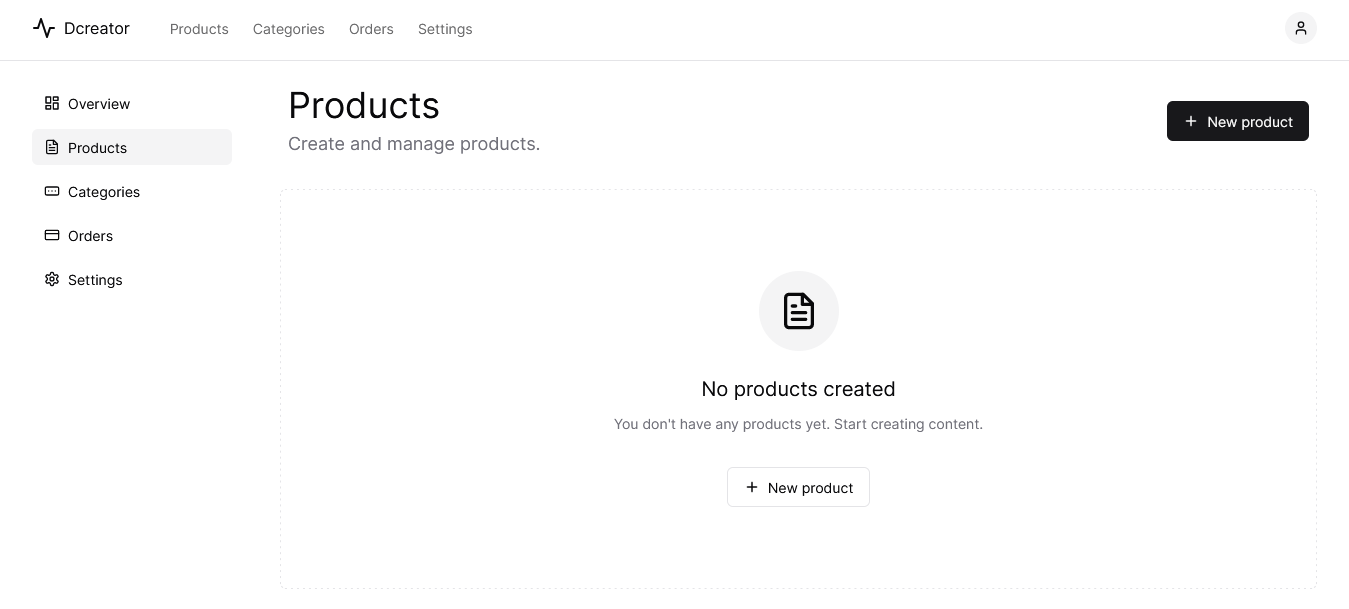 Dcreator
Products Categories Orders Settings
Overview
Products
Categories
Orders
Settings
Products
Create and manage products.
New product
No products created
You don't have any products yet. Start creating content.
New product